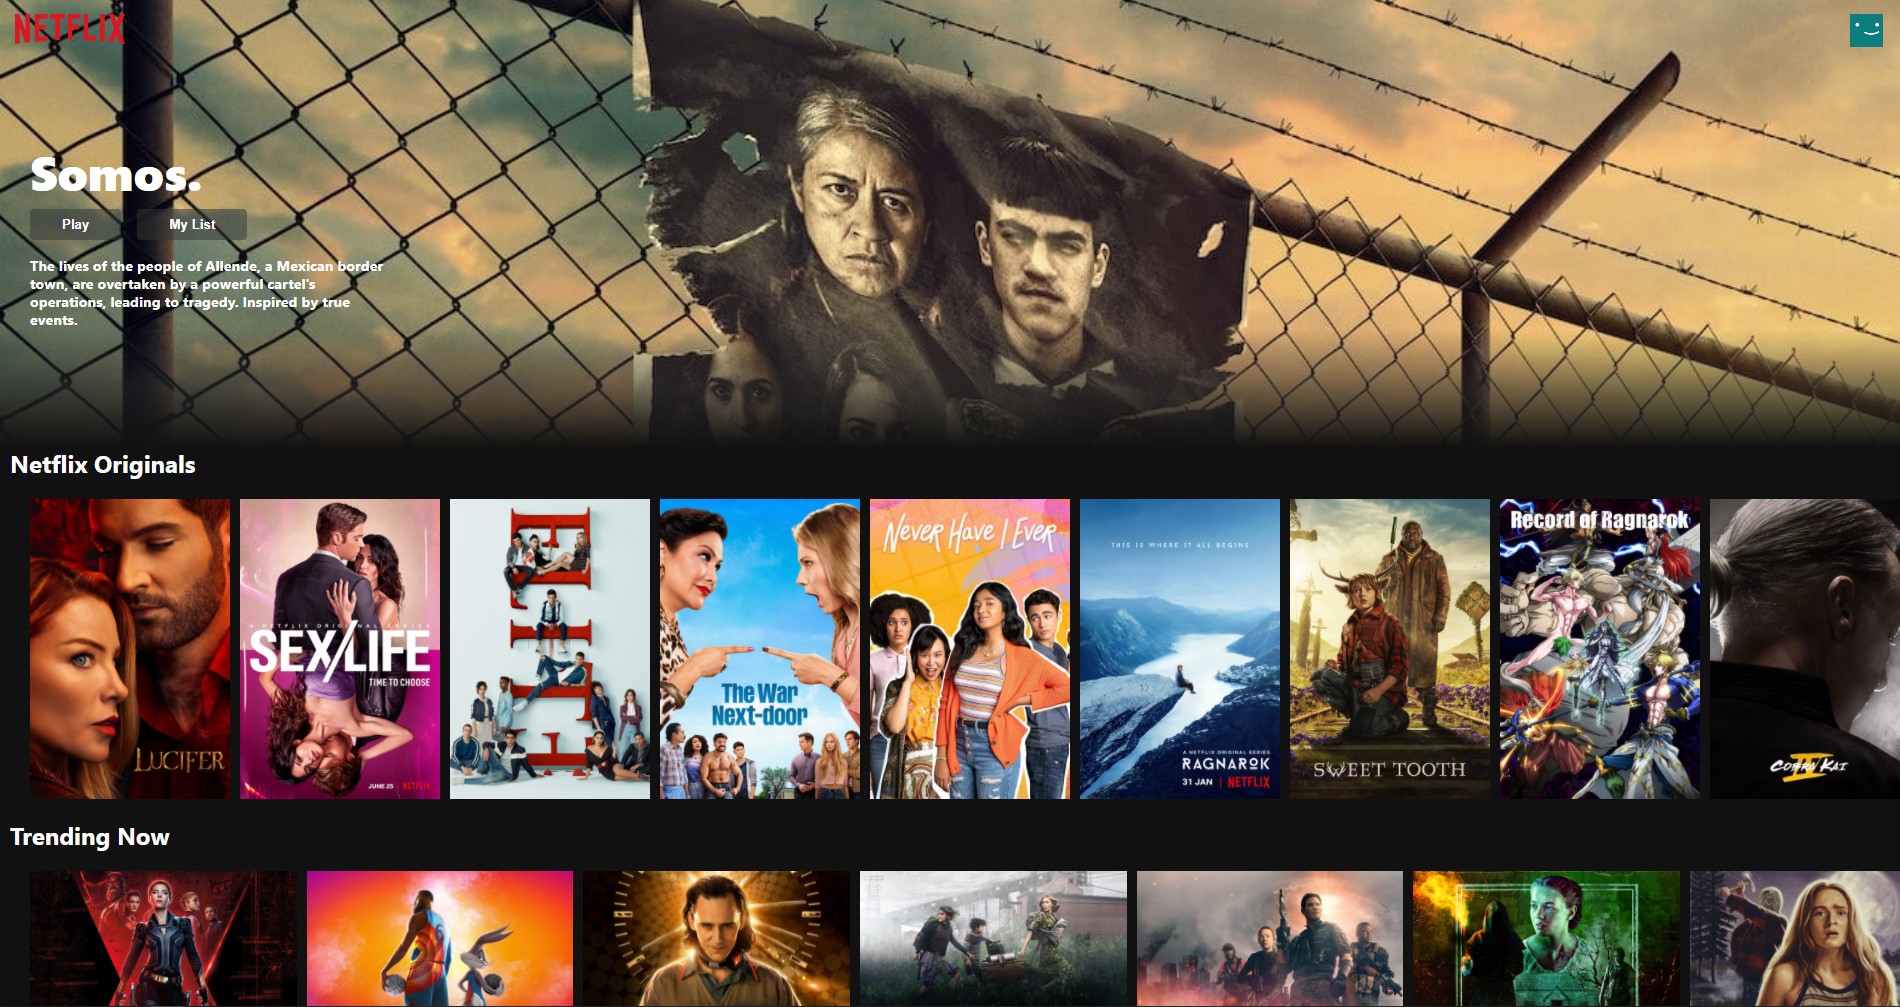 NETFLIX
Somos.
Play
My List
The lives of the people of Allende, a Mexican border
town, are overtaken by a powerful cartel's
operations, leading to tragedy. Inspired by true
events.
Netflix Originals
LUCIFER
A NETFLIX ORIGINAL SERIES
SEX/LIFE
TIME TO CHOOSE
JUNE 25 | NETFLIX
ELITE
The War
Next-door
Never Have I Ever
THIS IS WHERE IT ALL BEGINS
A NETFLIX ORIGINAL SERIES
RAGNAROK
31 JAN | NETFLIX
SWEET TOOTH
Record of Ragnarok
COBRA KAI
IV
Trending Now